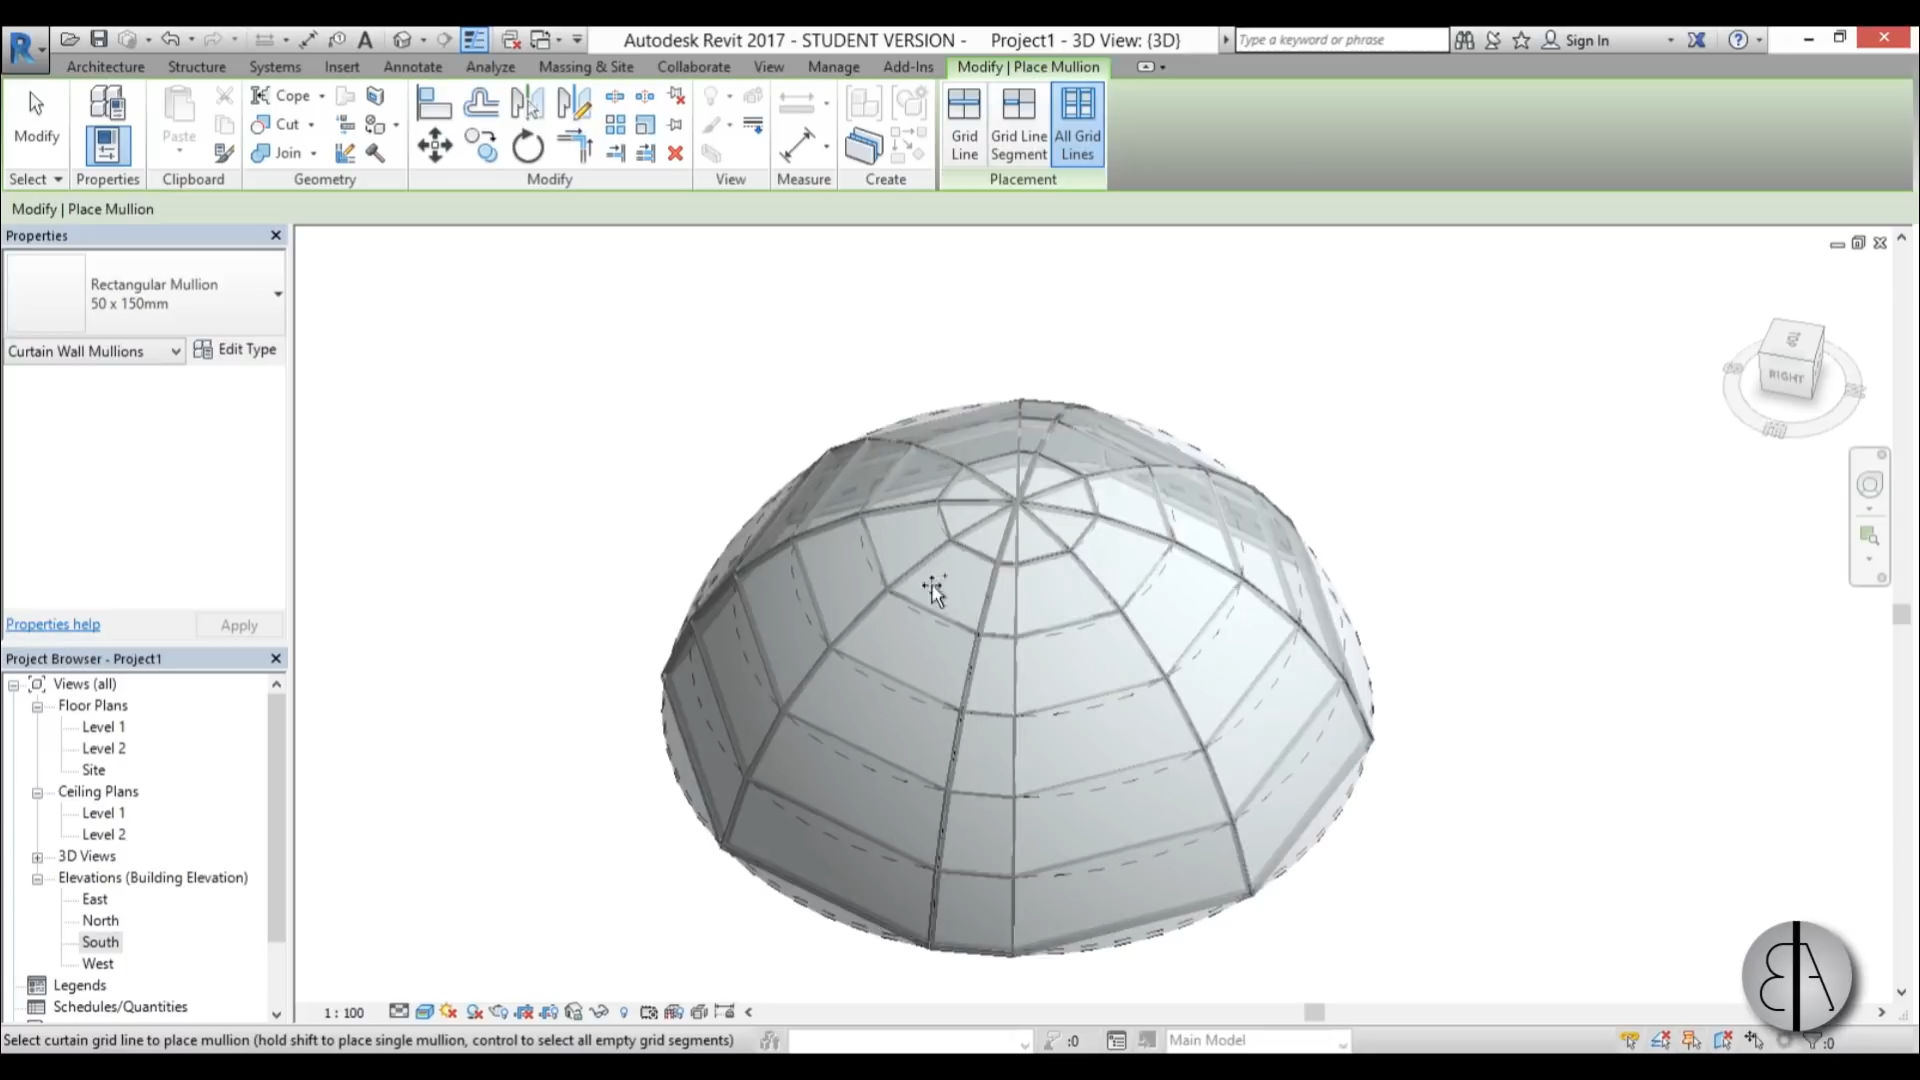 Autodesk Revit 2017 - STUDENT VERSION - Project1 - 3D View: {3D}
Type a keyword or phrase
Sign In
Architecture Structure Systems Insert Annotate Analyze Massing & Site Collaborate View Manage Add-Ins Modify | Place Mullion
Modify
Paste
Cope
Cut
Join
Grid Line
Grid Line Segment
All Grid Lines
Select Properties Clipboard Geometry Modify View Measure Create Placement
Modify | Place Mullion
Properties
Rectangular Mullion
50 x 150mm
Curtain Wall Mullions
Edit Type
Properties help
Apply
Project Browser - Project1
Views (all)
Floor Plans
Level 1
Level 2
Site
Ceiling Plans
Level 1
Level 2
3D Views
Elevations (Building Elevation)
East
North
South
West
Legends
Schedules/Quantities
TOP
RIGHT
1 : 100
Select curtain grid line to place mullion (hold shift to place single mullion, control to select all empty grid segments)
:0
Main Model
:0